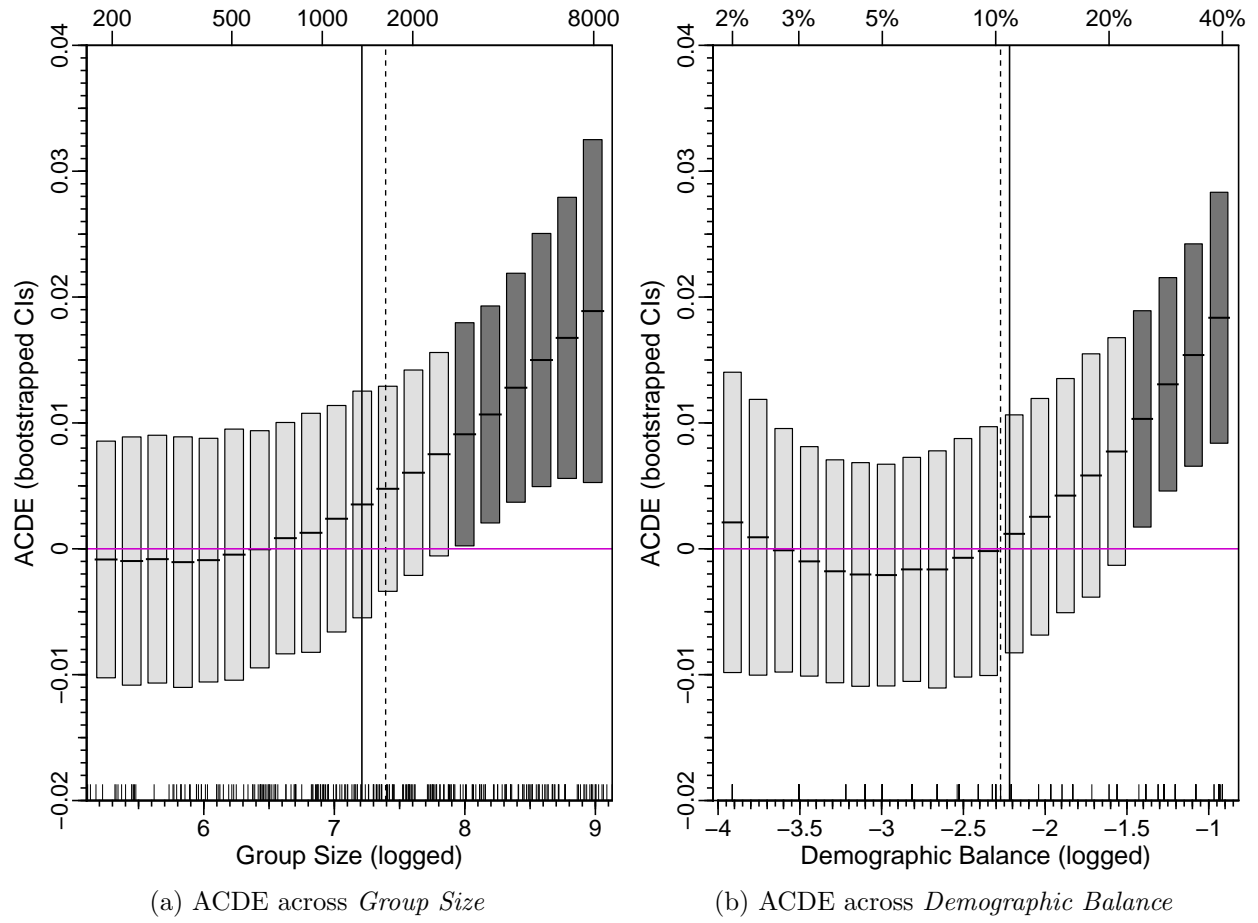 200 500 1000 2000 8000
2% 3% 5% 10% 20% 40%
ACDE (bootstrapped CIs)
0.04
0.03
0.02
0.01
0
−0.01
−0.02
6 7 8 9
Group Size (logged)
ACDE (bootstrapped CIs)
0.04
0.03
0.02
0.01
0
−0.01
−0.02
−4 −3.5 −3 −2.5 −2 −1.5 −1
Demographic Balance (logged)
(a) ACDE across Group Size
(b) ACDE across Demographic Balance